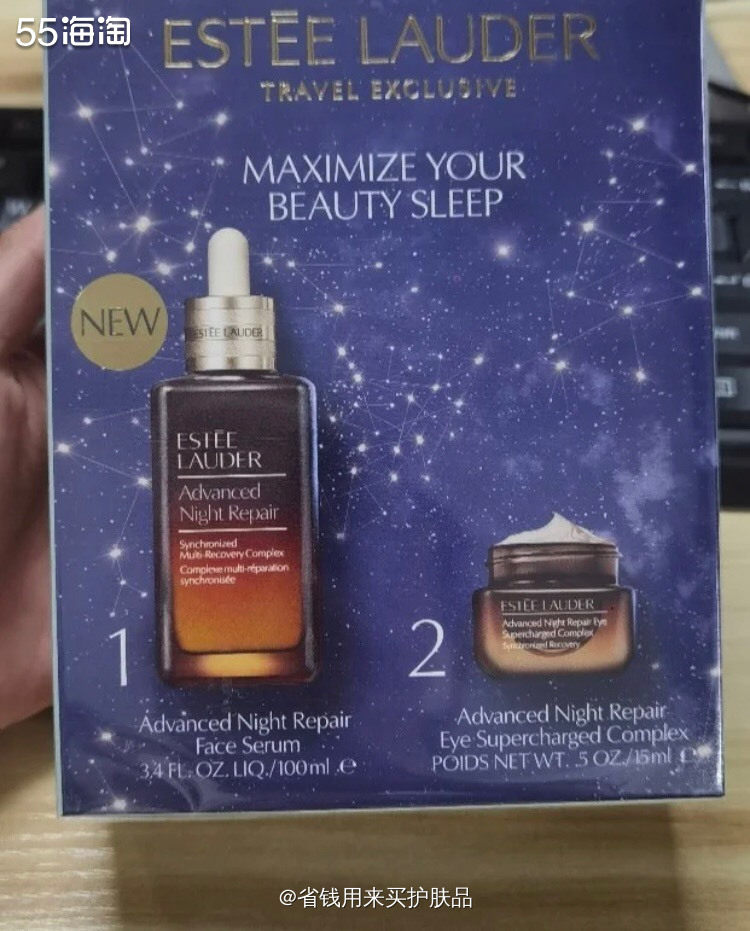 55海淘
ESTĒE LAUDER
TRAVEL EXCLUSIVE
MAXIMIZE YOUR
BEAUTY SLEEP
NEW
ESTĒE LAUDER
ESTĒE
LAUDER
Advanced
Night Repair
Synchronized
Multi-Recovery Complex
Complexe multi-réparation
synchronisée
ESTĒE LAUDER
Advanced Night Repair Eye
Supercharged Complex
Synchronized Recovery
1
2
Advanced Night Repair
Face Serum
3.4 FL. OZ. LIQ./100ml ℮
Advanced Night Repair
Eye Supercharged Complex
POIDS NET WT. .5 OZ./15ml ℮
@省钱用来买护肤品